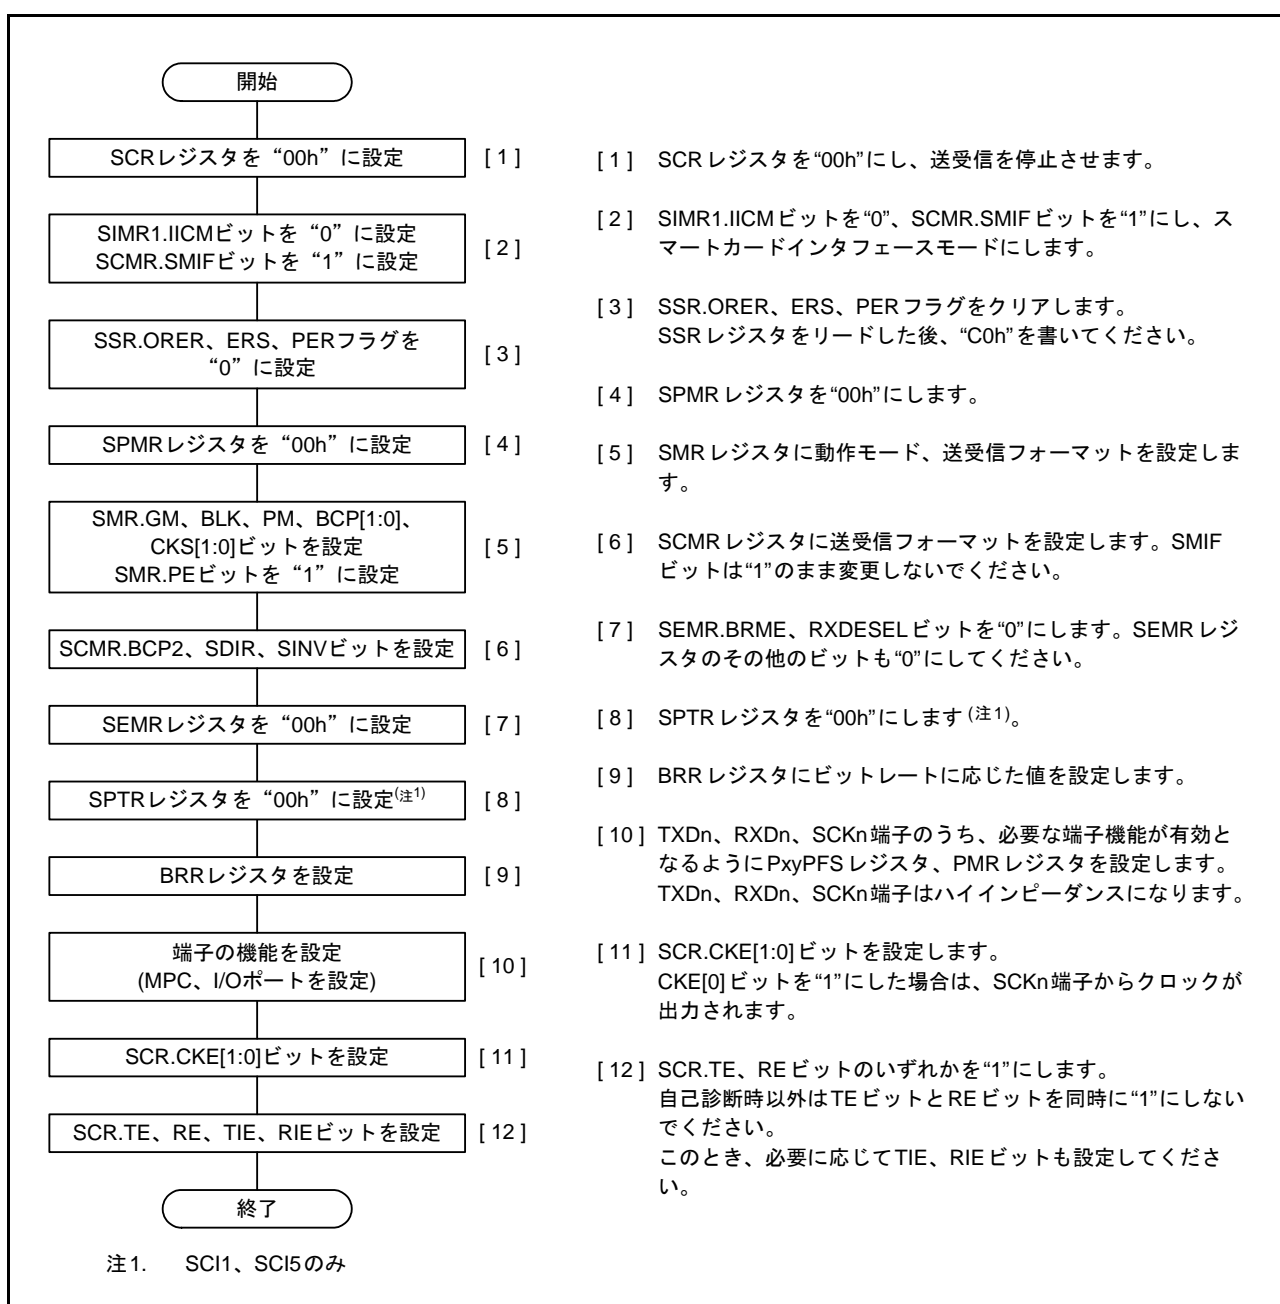 開始
SCRレジスタを“00h”に設定
[ 1 ]
SIMR1.IICMビットを“0”に設定
SCMR.SMIFビットを“1”に設定
[ 2 ]
SSR.ORER、ERS、PERフラグを
“0”に設定
[ 3 ]
SPMRレジスタを“00h”に設定
[ 4 ]
SMR.GM、BLK、PM、BCP[1:0]、
CKS[1:0]ビットを設定
SMR.PEビットを“1”に設定
[ 5 ]
SCMR.BCP2、SDIR、SINVビットを設定
[ 6 ]
SEMRレジスタを“00h”に設定
[ 7 ]
SPTRレジスタを“00h”に設定(注1)
[ 8 ]
BRRレジスタを設定
[ 9 ]
端子の機能を設定
(MPC、I/Oポートを設定)
[ 10 ]
SCR.CKE[1:0]ビットを設定
[ 11 ]
SCR.TE、RE、TIE、RIEビットを設定
[ 12 ]
終了
注1. SCI1、SCI5のみ
[ 1 ] SCRレジスタを“00h”にし、送受信を停止させます。
[ 2 ] SIMR1.IICMビットを“0”、SCMR.SMIFビットを“1”にし、ス
マートカードインタフェースモードにします。
[ 3 ] SSR.ORER、ERS、PERフラグをクリアします。
SSRレジスタをリードした後、“C0h”を書いてください。
[ 4 ] SPMRレジスタを“00h”にします。
[ 5 ] SMRレジスタに動作モード、送受信フォーマットを設定しま
す。
[ 6 ] SCMRレジスタに送受信フォーマットを設定します。SMIF
ビットは“1”のまま変更しないでください。
[ 7 ] SEMR.BRME、RXDESELビットを“0”にします。SEMRレジ
スタのその他のビットも“0”にしてください。
[ 8 ] SPTRレジスタを“00h”にします(注1)。
[ 9 ] BRRレジスタにビットレートに応じた値を設定します。
[ 10 ] TXDn、RXDn、SCKn端子のうち、必要な端子機能が有効と
なるようにPxyPFSレジスタ、PMRレジスタを設定します。
TXDn、RXDn、SCKn端子はハイインピーダンスになります。
[ 11 ] SCR.CKE[1:0]ビットを設定します。
CKE[0]ビットを“1”にした場合は、SCKn端子からクロックが
出力されます。
[ 12 ] SCR.TE、REビットのいずれかを“1”にします。
自己診断時以外はTEビットとREビットを同時に“1”にしない
でください。
このとき、必要に応じてTIE、RIEビットも設定してくださ
い。